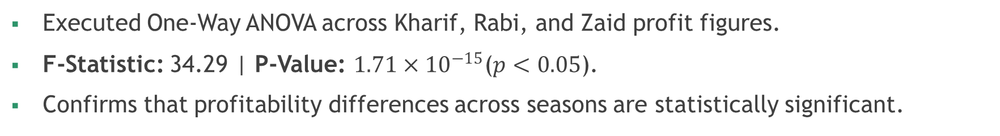 ▪ Executed One-Way ANOVA across Kharif, Rabi, and Zaid profit figures.
▪ F-Statistic: 34.29 | P-Value: 1.71 × 10⁻¹⁵(p < 0.05).
▪ Confirms that profitability differences across seasons are statistically significant.